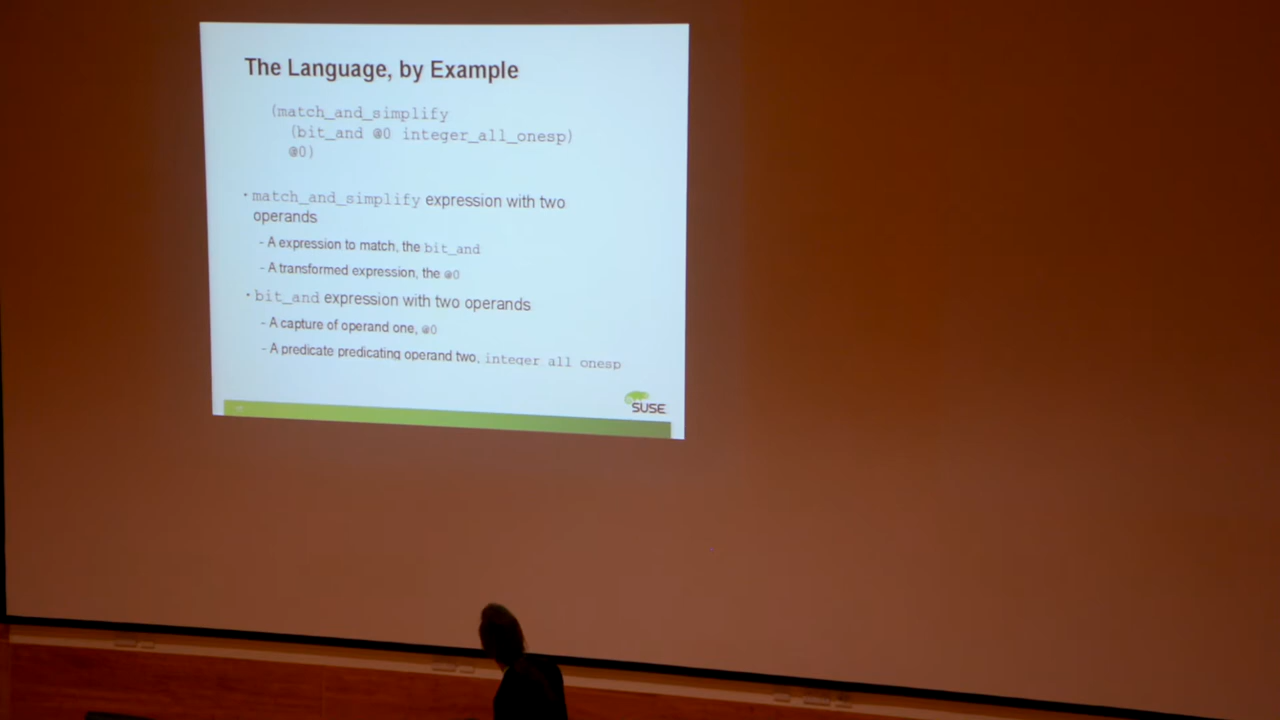 The Language, by Example
(match_and_simplify
(bit_and @0 integer_all_onesp)
@0)
• match_and_simplify expression with two
operands
- A expression to match, the bit_and
- A transformed expression, the @0
• bit_and expression with two operands
- A capture of operand one, @0
- A predicate predicating operand two, integer_all_onesp
SUSE